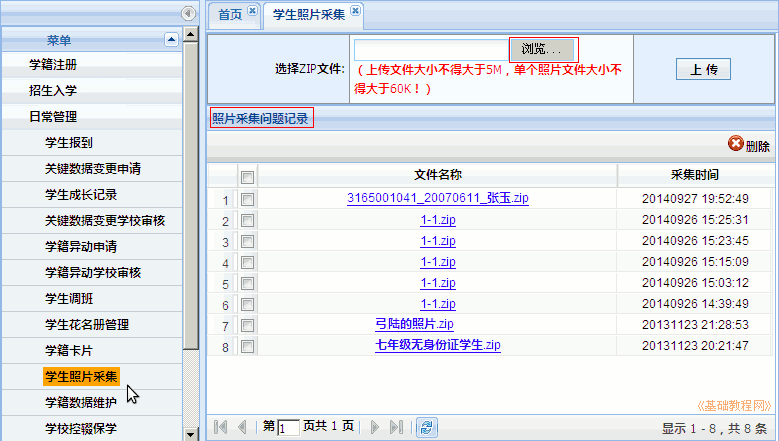 首页
学生照片采集
菜单
学籍注册
招生入学
日常管理
学生报到
关键数据变更申请
学生成长记录
关键数据变更学校审核
学籍异动申请
学籍异动学校审核
学生调班
学生花名册管理
学籍卡片
学生照片采集
学籍数据维护
学校控辍保学
选择ZIP文件:
浏览...
（上传文件大小不得大于5M，单个照片文件大小不
得大于60K！）
上 传
照片采集问题记录
删除
文件名称 采集时间
1 3165001041_20070611_张玉.zip 20140927 19:52:49
2 1-1.zip 20140926 15:25:31
3 1-1.zip 20140926 15:23:45
4 1-1.zip 20140926 15:15:09
5 1-1.zip 20140926 15:03:12
6 1-1.zip 20140926 14:39:49
7 弓陆的照片.zip 20131123 21:28:53
8 七年级无身份证学生.zip 20131123 20:21:47
《基础教程网》
第 1 页共 1 页
显示 1 - 8，共 8 条